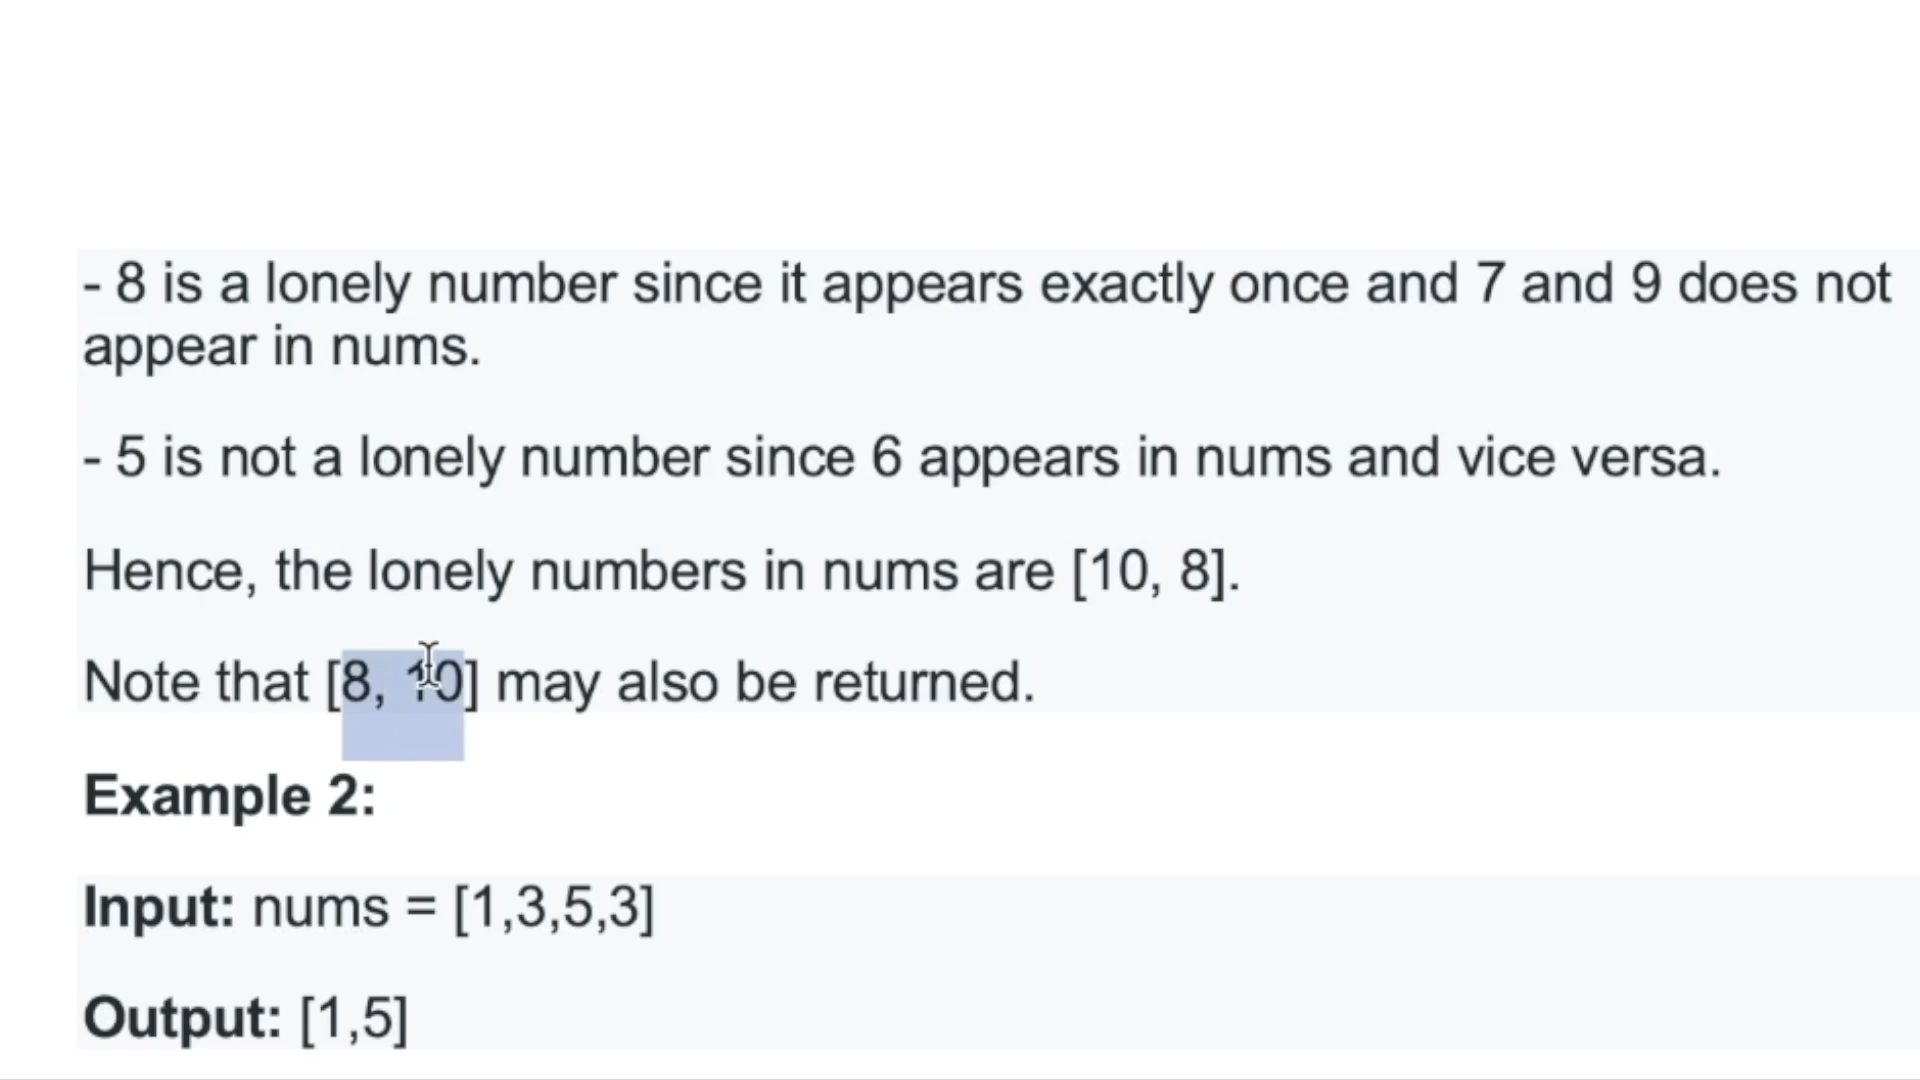 - 8 is a lonely number since it appears exactly once and 7 and 9 does not
appear in nums.
- 5 is not a lonely number since 6 appears in nums and vice versa.
Hence, the lonely numbers in nums are [10, 8].
Note that [8, 10] may also be returned.
Example 2:
Input: nums = [1,3,5,3]
Output: [1,5]